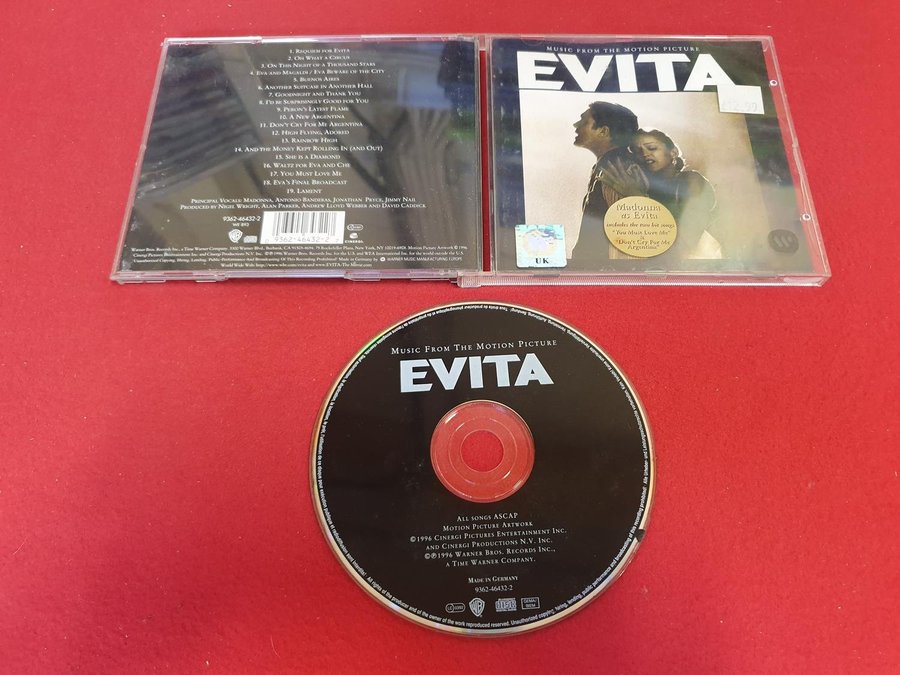 1. Requiem for Evita
2. Oh What a Circus
3. On This Night of a Thousand Stars
4. Eva and Magaldi / Eva Beware of the City
5. Buenos Aires
6. Another Suitcase in Another Hall
7. Goodnight and Thank You
8. I'd be Surprisingly Good for You
9. Peron's Latest Flame
10. A New Argentina
11. Don't Cry For Me Argentina
12. High Flying, Adored
13. Rainbow High
14. And the Money Kept Rolling In (and Out)
15. She is a Diamond
16. Waltz for Eva and Che
17. You Must Love Me
18. Eva's Final Broadcast
19. Lament
Principal Vocals: Madonna, Antonio Banderas, Jonathan Pryce, Jimmy Nail
Produced by Nigel Wright, Alan Parker, Andrew Lloyd Webber and David Caddick
9362-46432-2
WE 893
9362-46432-2
CINERGI
Music From The Motion Picture
EVITA
£12.99
Madonna
as Evita
includes the two hit songs
"You Must Love Me"
"Don't Cry For Me
Argentina"
UK
Music From The Motion Picture
EVITA
All songs ASCAP
Motion Picture Artwork
©1996 Cinergi Pictures Entertainment Inc.
and Cinergi Productions N.V. Inc.
©℗1996 Warner Bros. Records Inc.,
a Time Warner Company.
Made in Germany
9362-46432-2